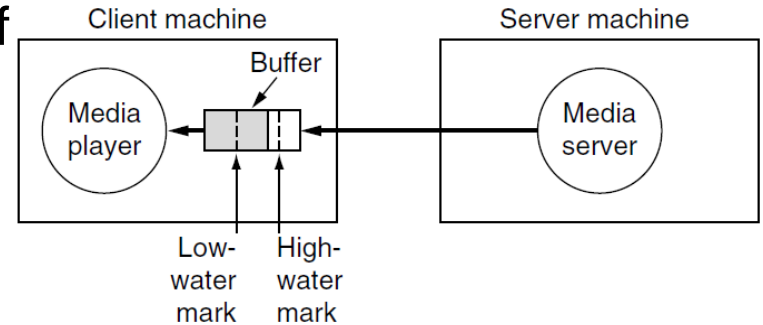 f
Client machine
Server machine
Buffer
Media
player
Media
server
Low-
water
mark
High-
water
mark